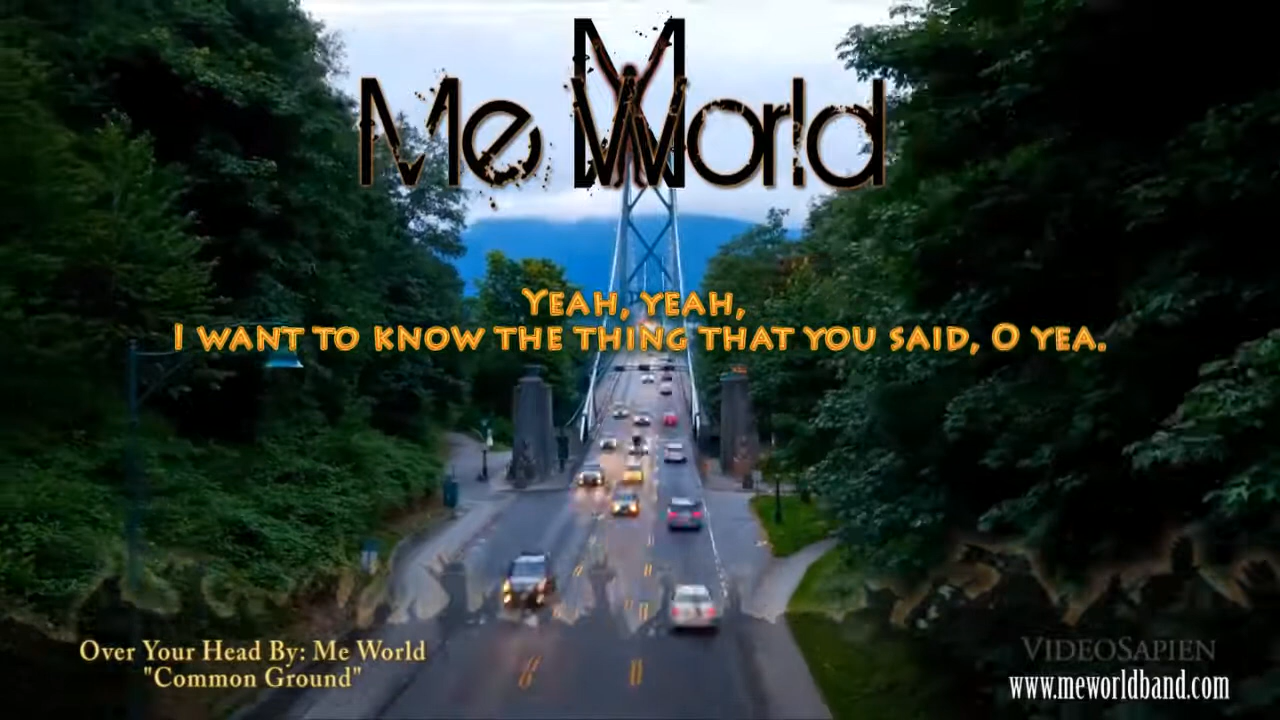 Me World
Yeah, yeah,
I want to know the thing that you said, O yea.
Over Your Head By: Me World
"Common Ground"
VideoSapien
www.meworldband.com